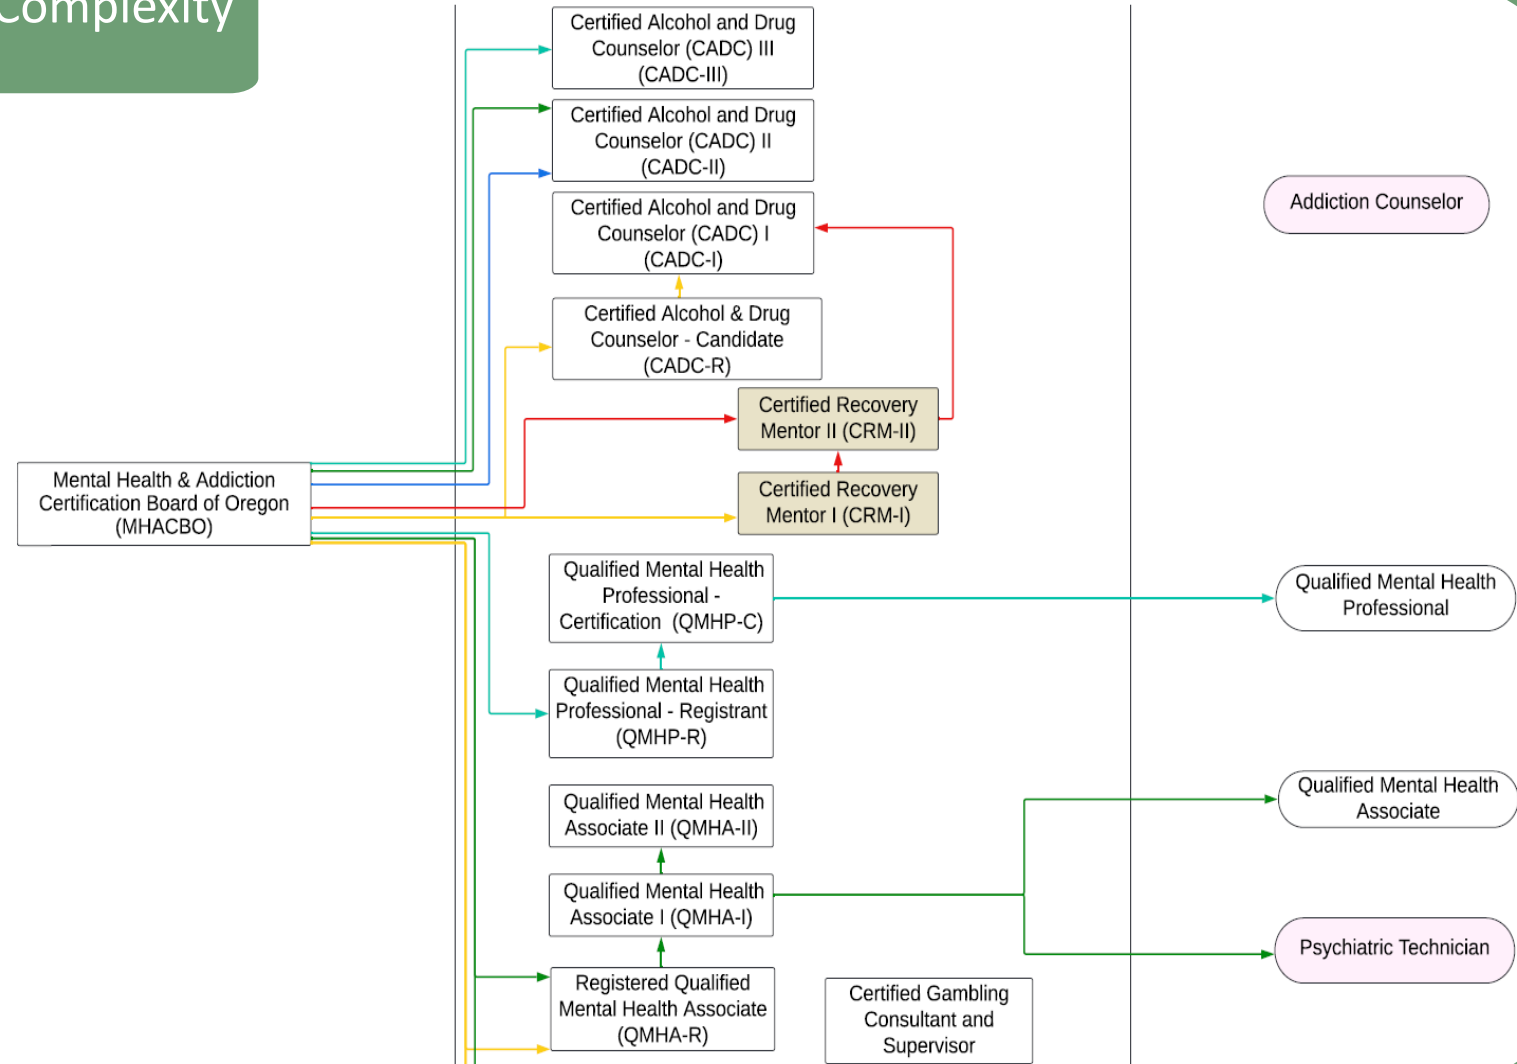 Complexity
Certified Alcohol and Drug
Counselor (CADC) III
(CADC-III)
Certified Alcohol and Drug
Counselor (CADC) II
(CADC-II)
Certified Alcohol and Drug
Counselor (CADC) I
(CADC-I)
Addiction Counselor
Certified Alcohol & Drug
Counselor - Candidate
(CADC-R)
Certified Recovery
Mentor II (CRM-II)
Mental Health & Addiction
Certification Board of Oregon
(MHACBO)
Certified Recovery
Mentor I (CRM-I)
Qualified Mental Health
Professional -
Certification (QMHP-C)
Qualified Mental Health
Professional
Qualified Mental Health
Professional - Registrant
(QMHP-R)
Qualified Mental Health
Associate II (QMHA-II)
Qualified Mental Health
Associate
Qualified Mental Health
Associate I (QMHA-I)
Psychiatric Technician
Registered Qualified
Mental Health Associate
(QMHA-R)
Certified Gambling
Consultant and
Supervisor